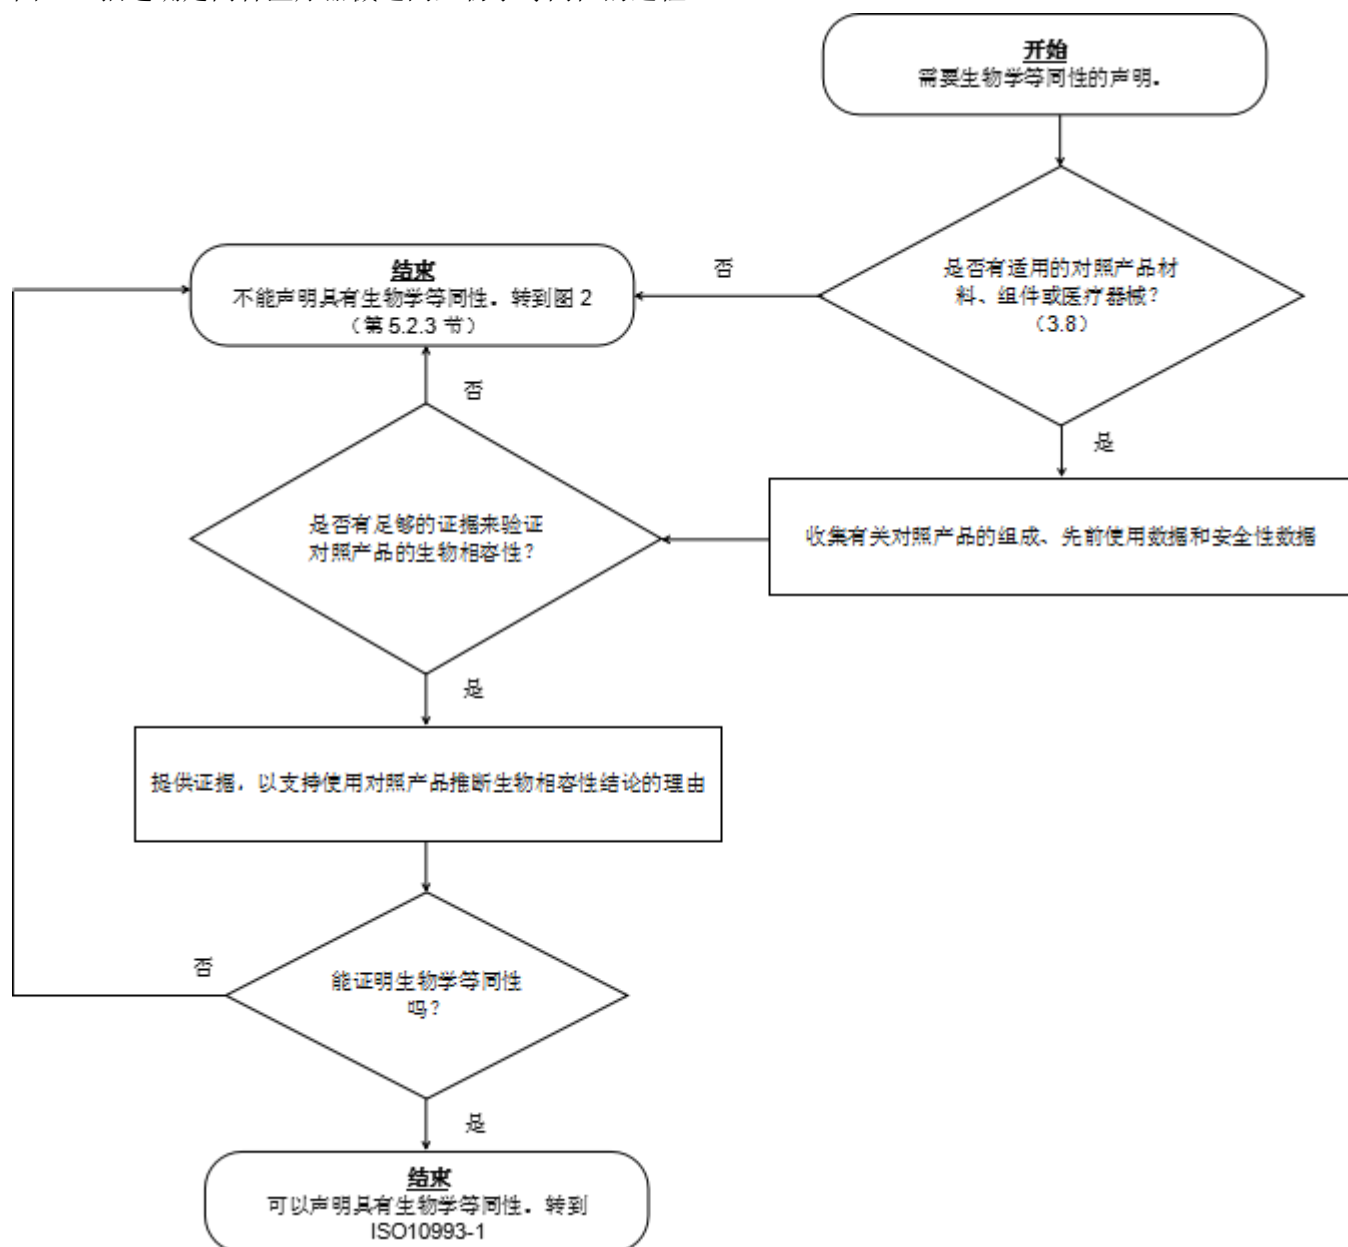 开始
需要生物学等同性的声明。
是否有适用的对照产品材
料、组件或医疗器械？
（3.8）
否
结束
不能声明具有生物学等同性。转到图 2
（第 5.2.3 节）
是
收集有关对照产品的组成、先前使用数据和安全性数据
否
是否有足够的证据来验证
对照产品的生物相容性？
是
提供证据，以支持使用对照产品推断生物相容性结论的理由
能证明生物学等同性
吗？
否
是
结束
可以声明具有生物学等同性。转到
ISO10993-1